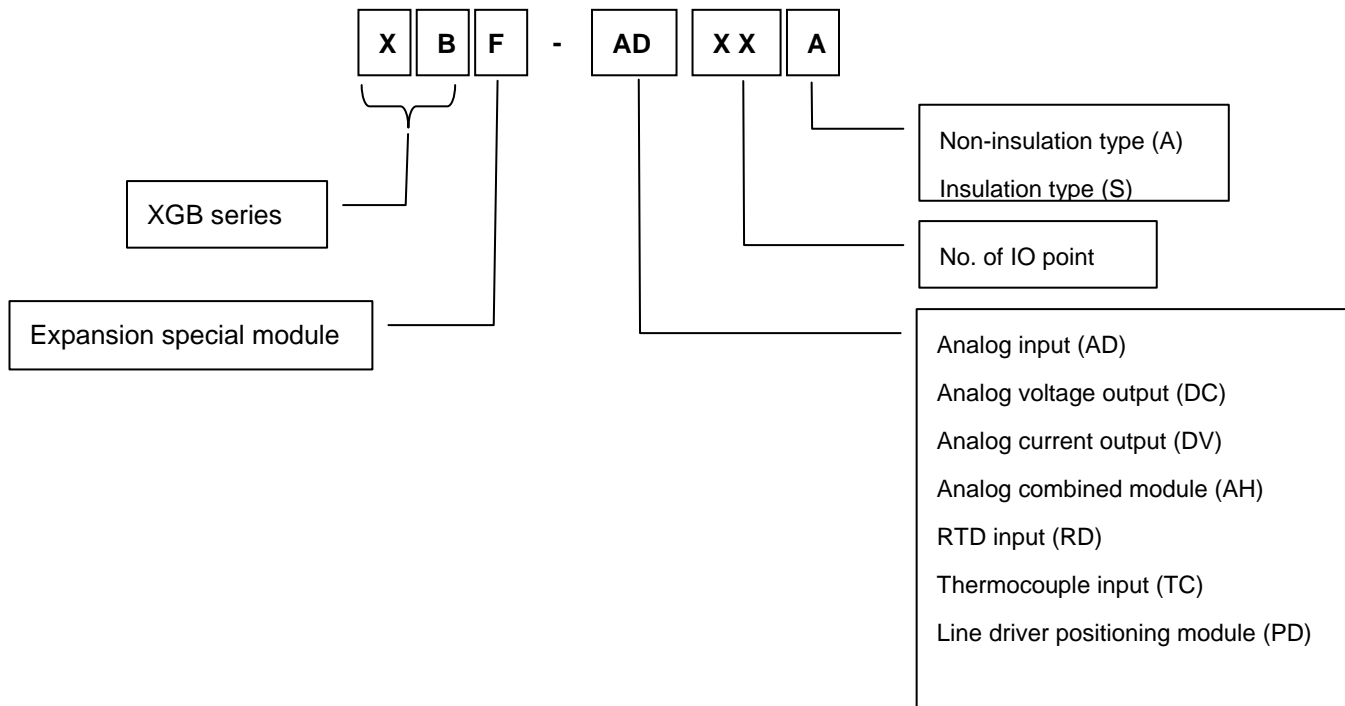 X B F - AD X X A
Non-insulation type (A)
Insulation type (S)
XGB series
No. of IO point
Expansion special module
Analog input (AD)
Analog voltage output (DC)
Analog current output (DV)
Analog combined module (AH)
RTD input (RD)
Thermocouple input (TC)
Line driver positioning module (PD)